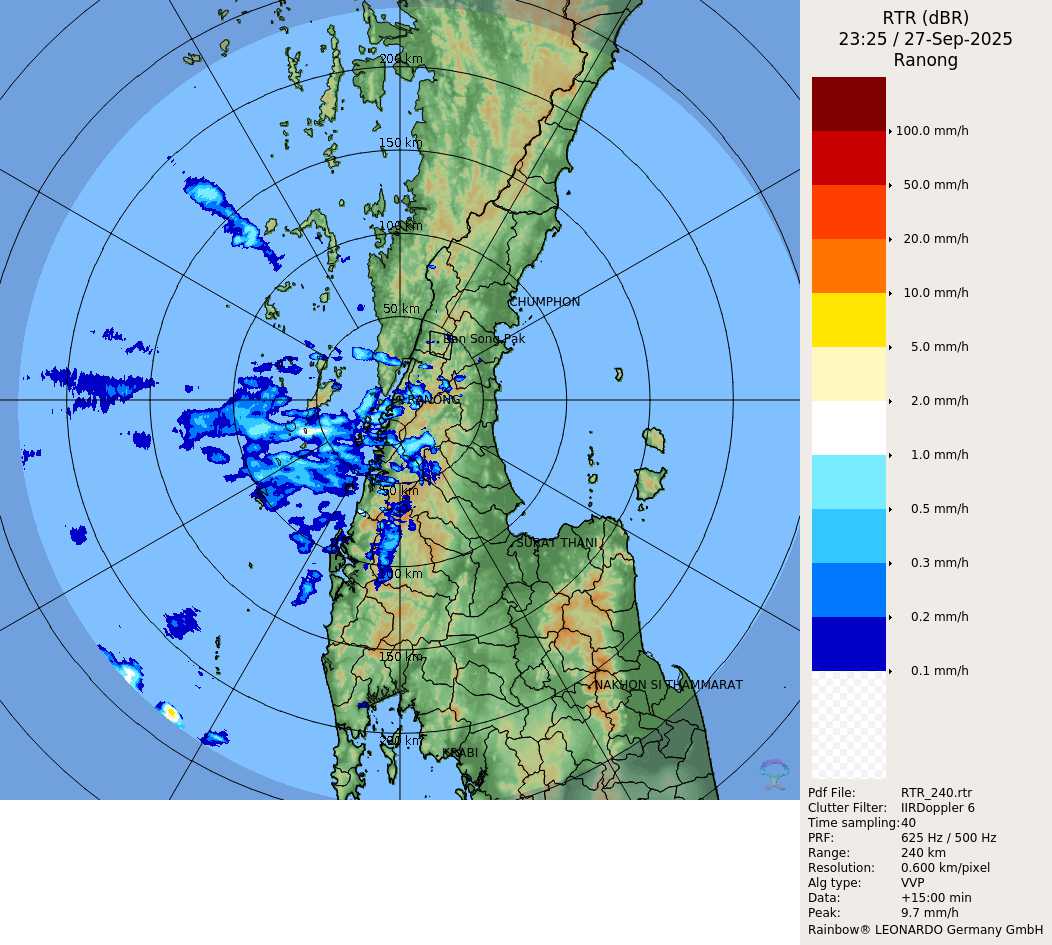 RTR (dBR)
23:25 / 27-Sep-2025
Ranong
200 km
150 km
100 km
50 km
CHUMPHON
Ban Song Pak
RANONG
50 km
SURAT THANI
150 km
NAKHON SI THAMMARAT
KRABI
100.0 mm/h
50.0 mm/h
20.0 mm/h
10.0 mm/h
5.0 mm/h
2.0 mm/h
1.0 mm/h
0.5 mm/h
0.3 mm/h
0.2 mm/h
0.1 mm/h
Pdf File: RTR_240.rtr
Clutter Filter: IIRDoppler 6
Time sampling:40
PRF: 625 Hz / 500 Hz
Range: 240 km
Resolution: 0.600 km/pixel
Alg type: VVP
Data: +15:00 min
Peak: 9.7 mm/h
Rainbow® LEONARDO Germany GmbH